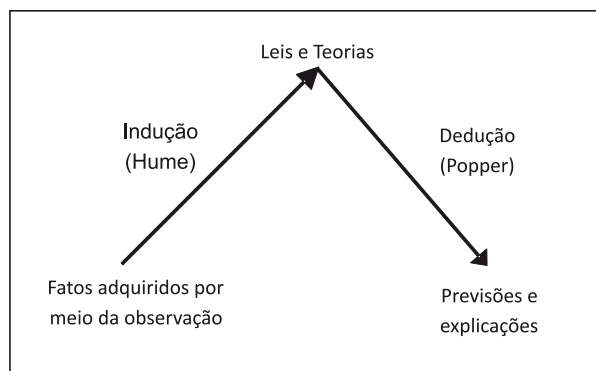 Leis e Teorias
Indução
(Hume)
Dedução
(Popper)
Fatos adquiridos por
meio da observação
Previsões e
explicações